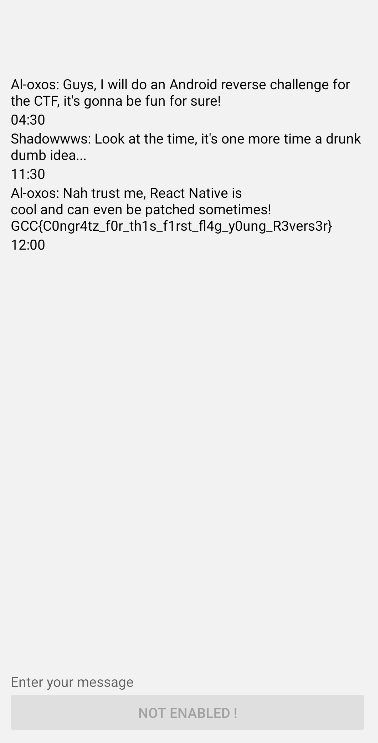 Al-oxos: Guys, I will do an Android reverse challenge for
the CTF, it's gonna be fun for sure!
04:30
Shadowwws: Look at the time, it's one more time a drunk
dumb idea...
11:30
Al-oxos: Nah trust me, React Native is
cool and can even be patched sometimes!
GCC{C0ngr4tz_f0r_th1s_f1rst_fl4g_y0ung_R3vers3r}
12:00
Enter your message
NOT ENABLED !